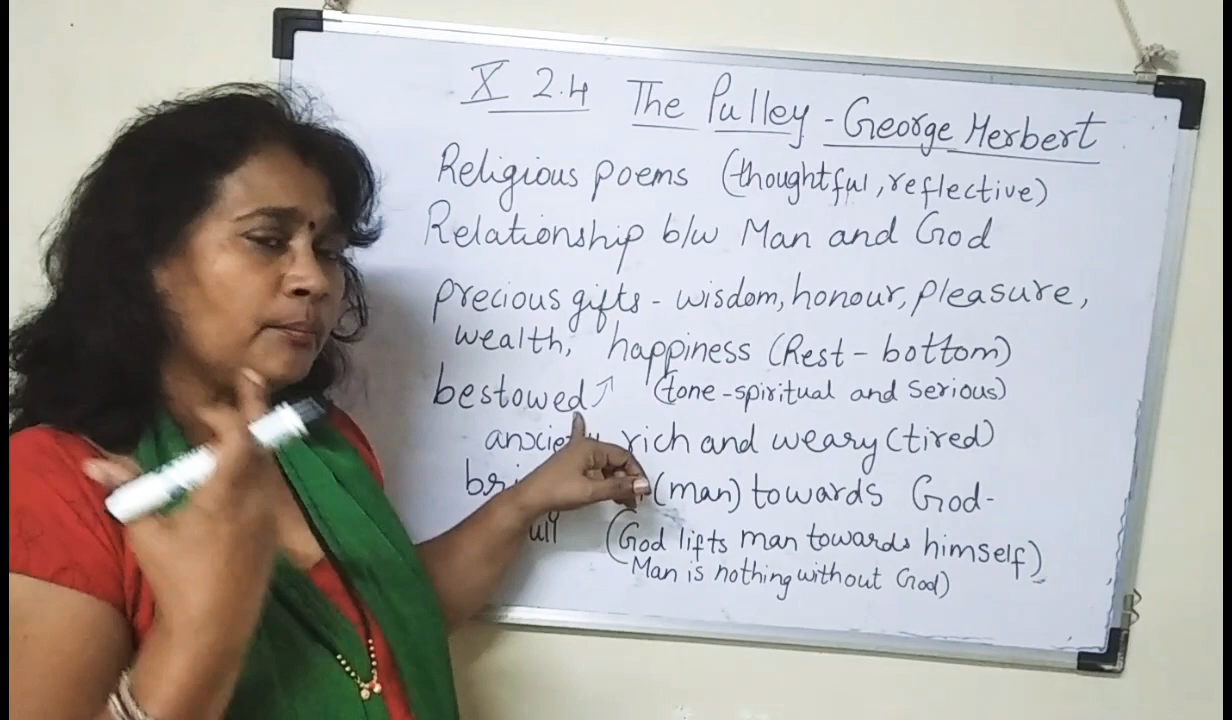 X 2.4 The Pulley - George Herbert
Religious poems (thoughtful, reflective)
Relationship b/w Man and God
precious gifts - wisdom, honour, pleasure,
wealth, happiness (Rest - bottom)
bestowed↗ (tone - spiritual and serious)
rich and weary (tired)
(man) towards God-
(God lifts man towards himself)
Man is nothing without God)